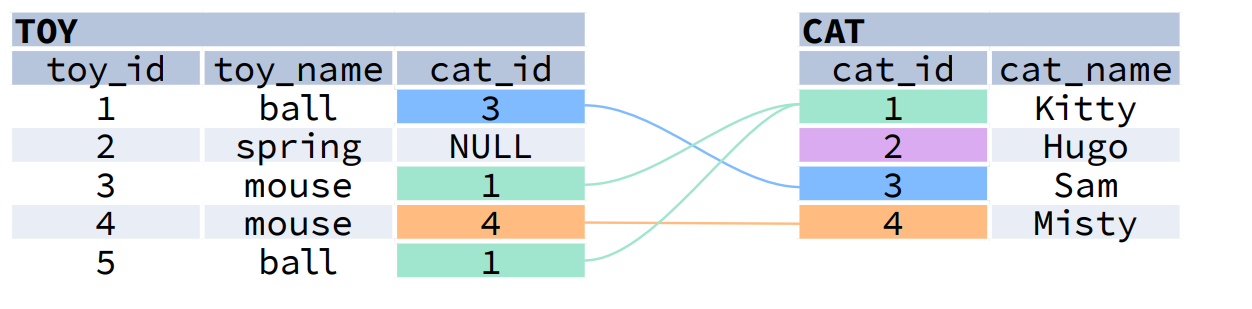 TOY CAT
toy_id toy_name cat_id cat_id cat_name
1 ball 3 1 Kitty
2 spring NULL 2 Hugo
3 mouse 1 3 Sam
4 mouse 4 4 Misty
5 ball 1